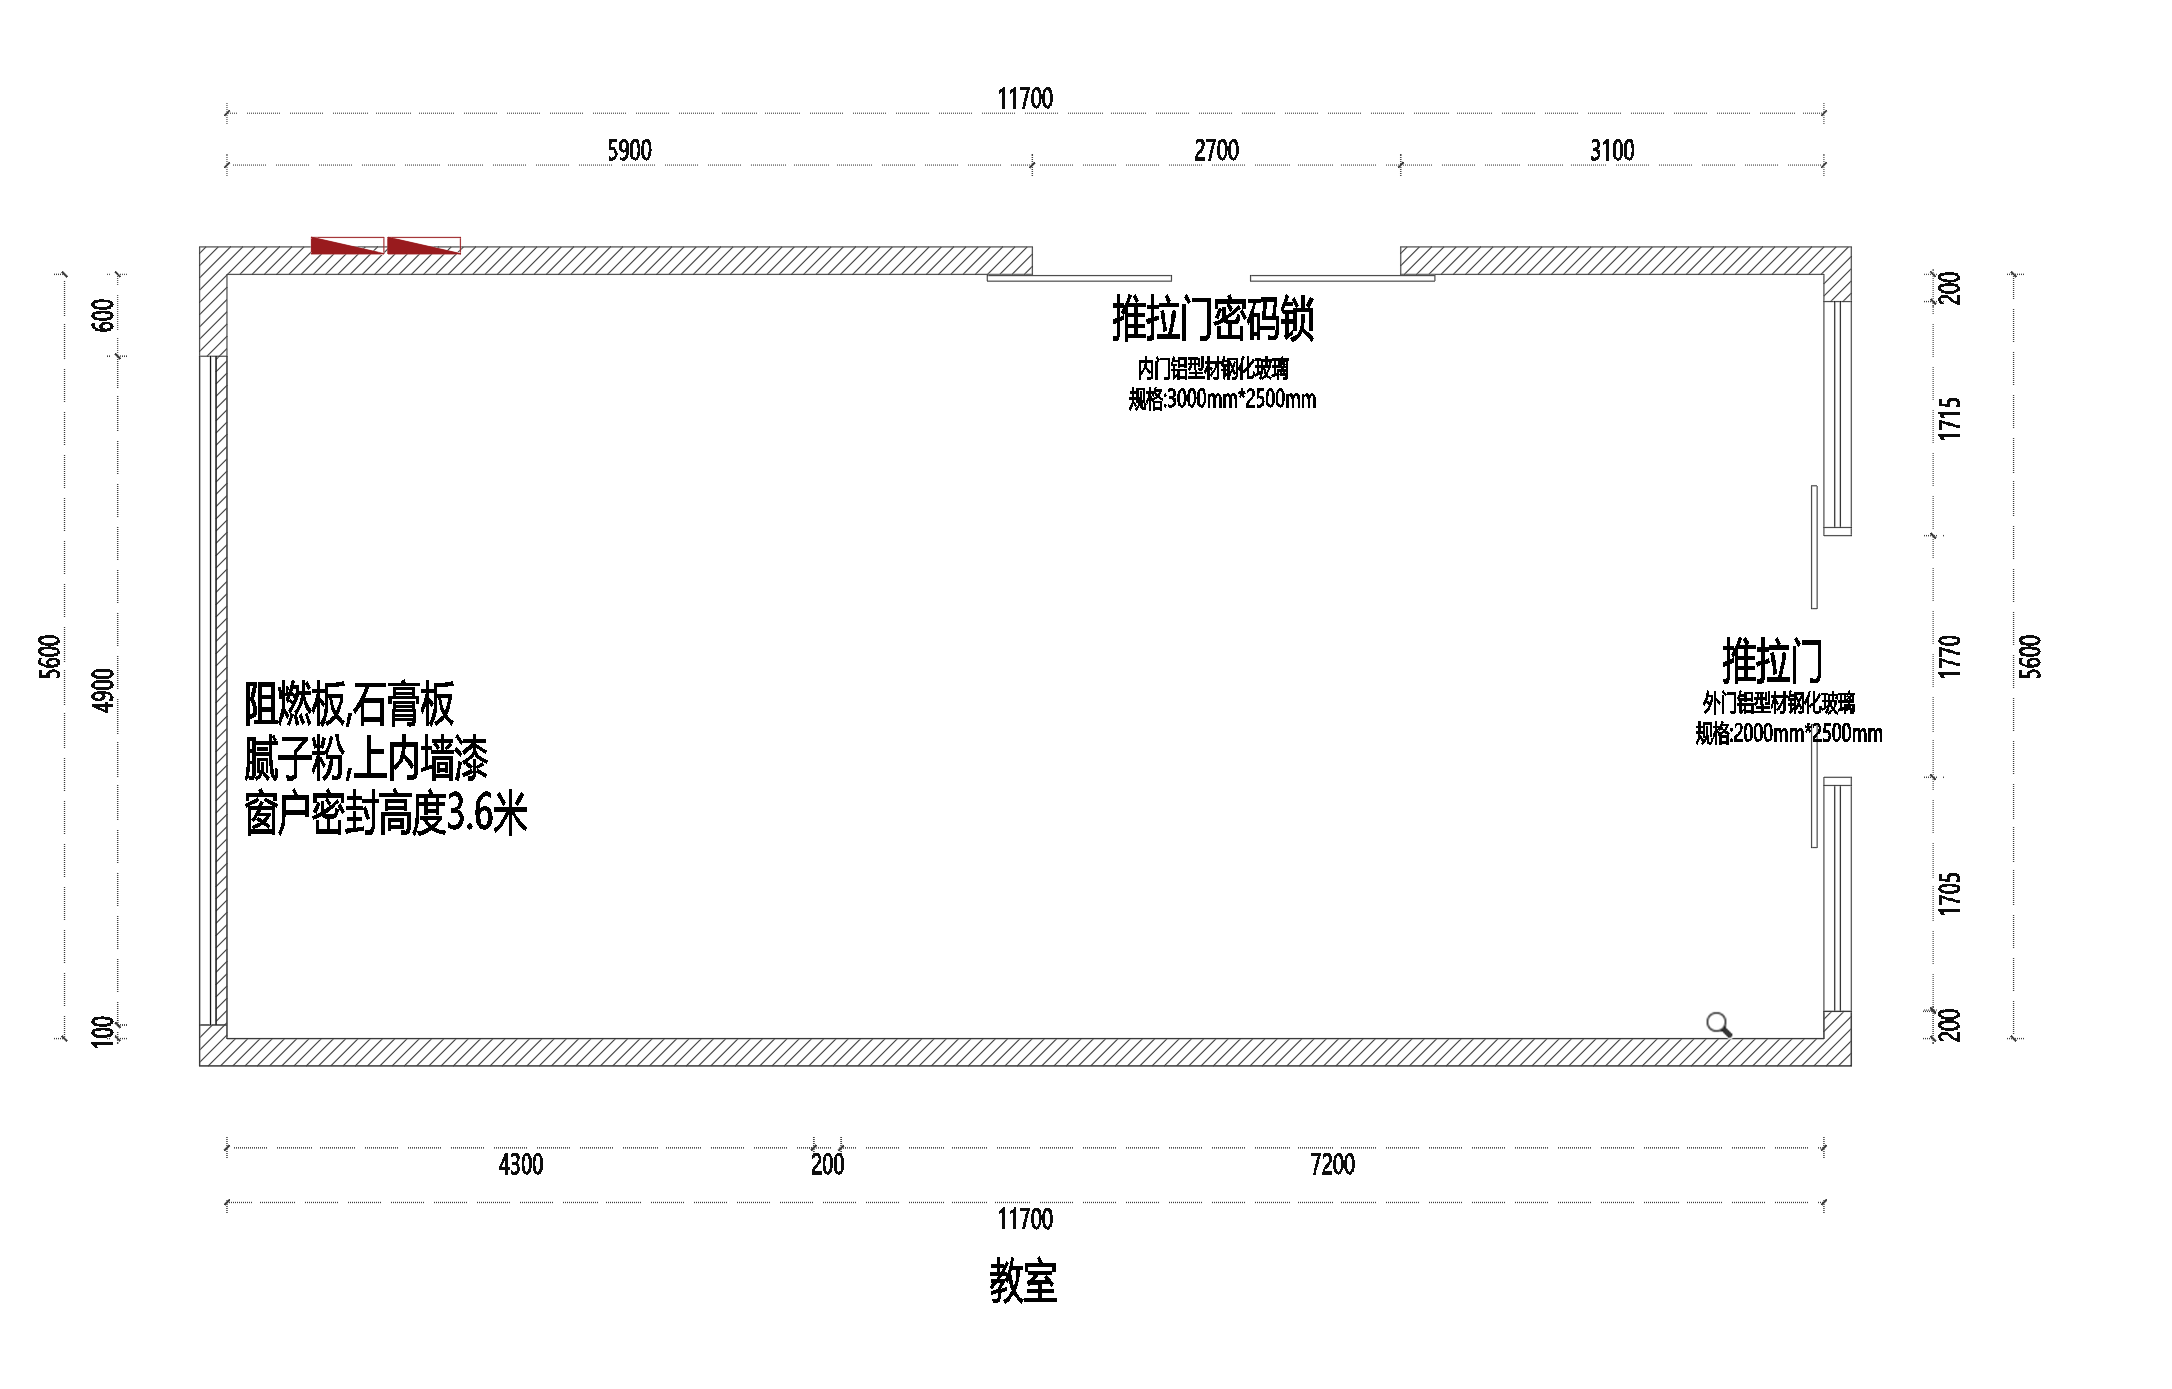 11700
5900
2700
3100
600
4900
100
5600
推拉门密码锁
内门铝型材钢化玻璃
规格:3000mm*2500mm
阻燃板,石膏板
腻子粉,上内墙漆
窗户密封高度3.6米
推拉门
外门铝型材钢化玻璃
规格:2000mm*2500mm
200
1715
1770
1705
200
5600
4300
200
7200
11700
教室